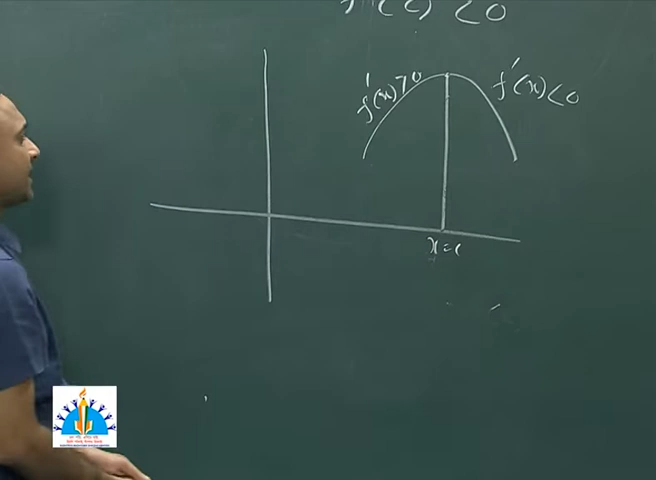 f''(c) < 0
f'(x) > 0
f'(x) < 0
x = c